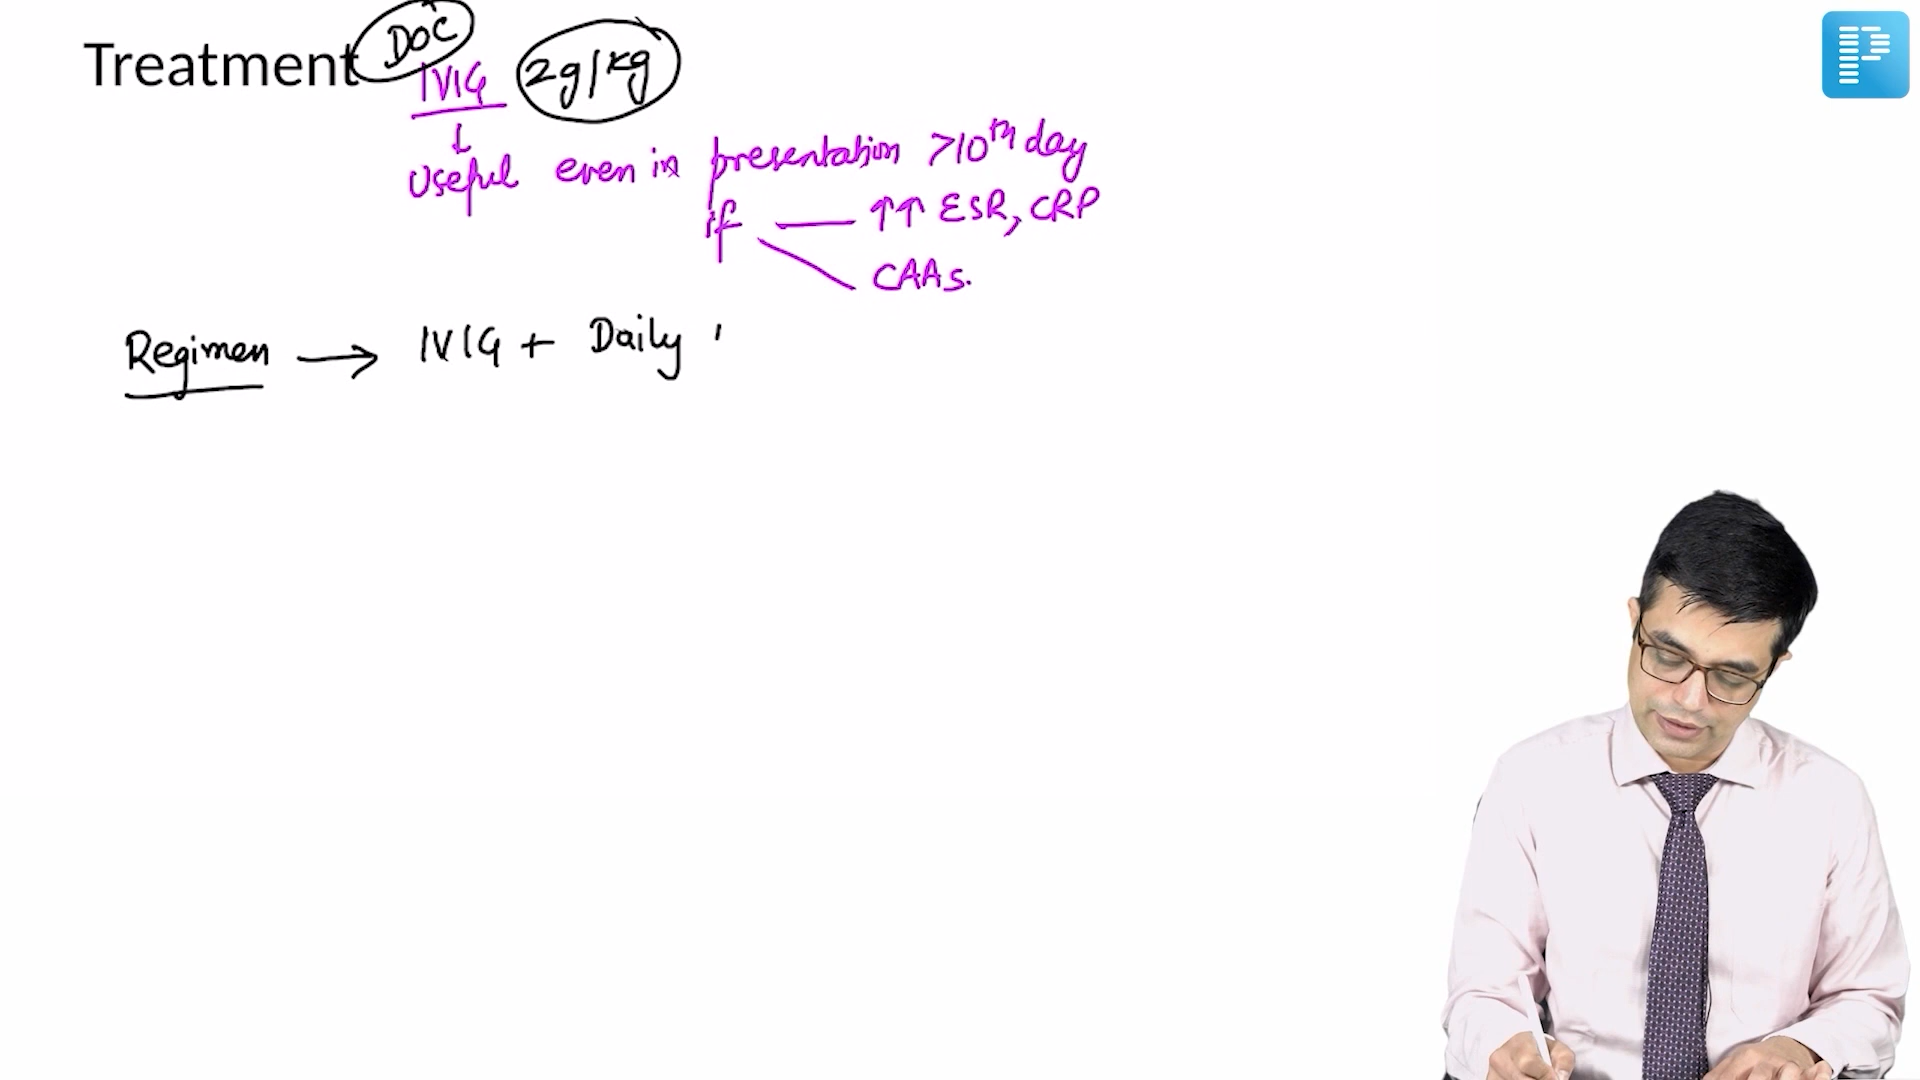 Treatment DOC
IVIG 2g/kg
↓
Useful even in presentation >10th day
if — ↑↑ ESR, CRP
CAAs.
Regimen → IVIG + Daily